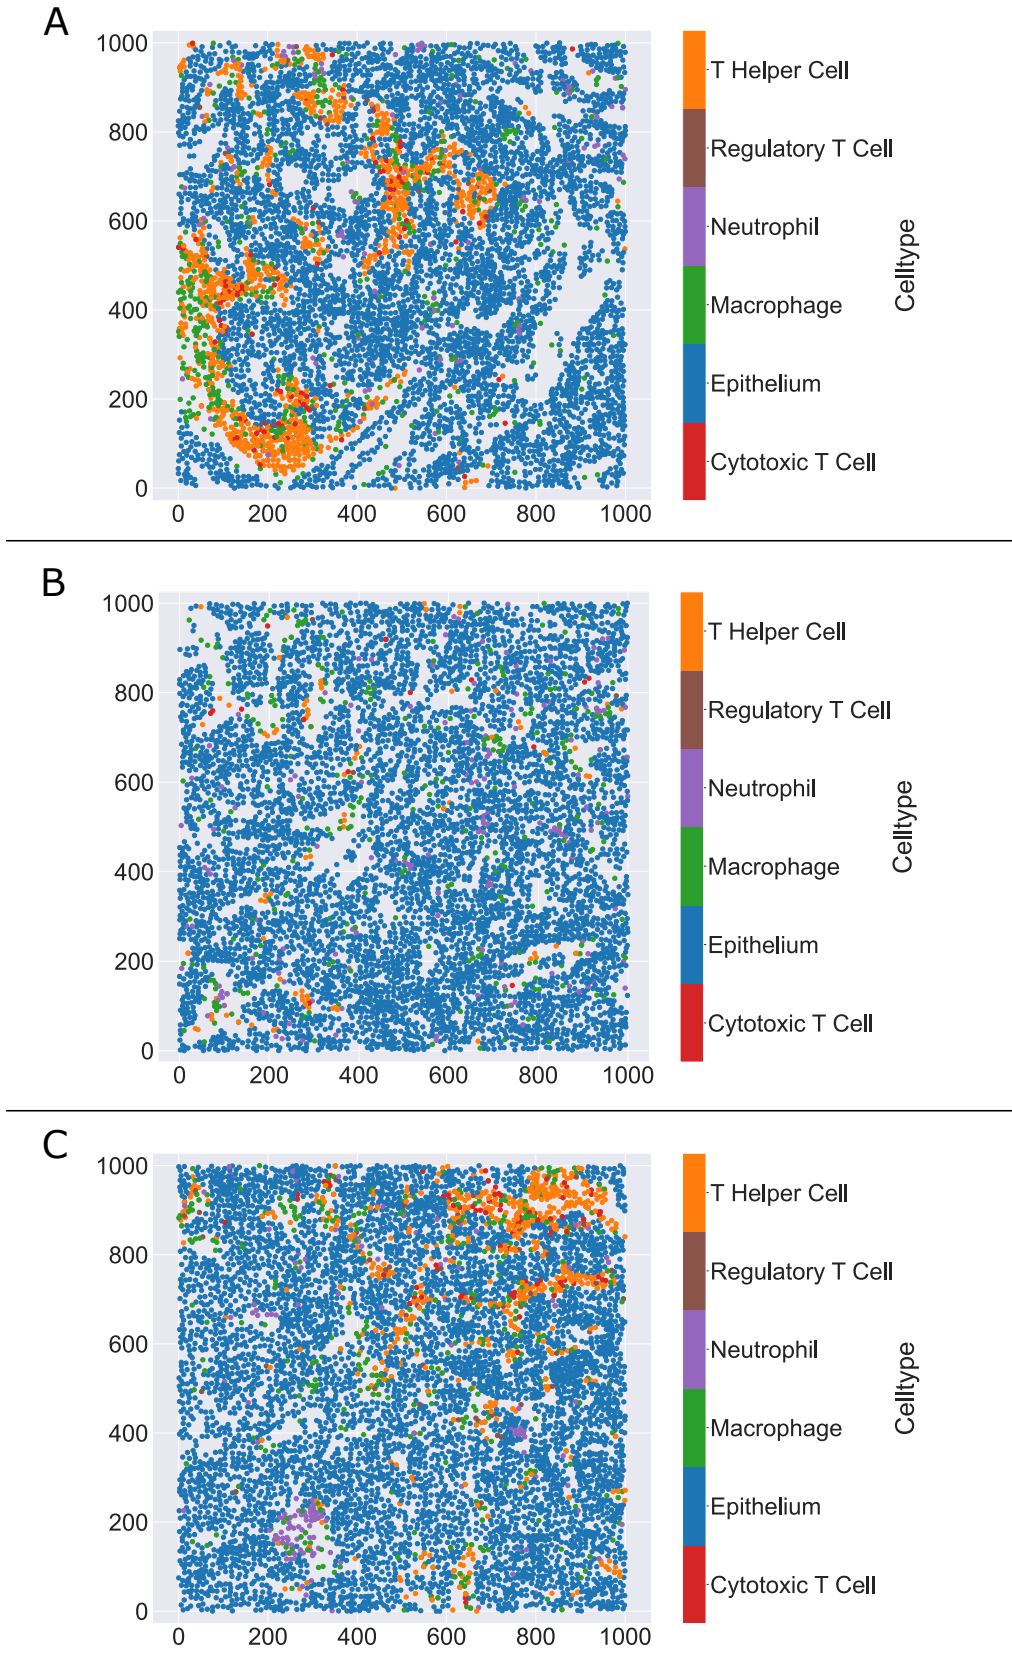 A
1000
800
600
400
200
0
0 200 400 600 800 1000
T Helper Cell
Regulatory T Cell
Neutrophil
Macrophage
Epithelium
Cytotoxic T Cell
Celltype
B
1000
800
600
400
200
0
0 200 400 600 800 1000
T Helper Cell
Regulatory T Cell
Neutrophil
Macrophage
Epithelium
Cytotoxic T Cell
Celltype
C
1000
800
600
400
200
0
0 200 400 600 800 1000
T Helper Cell
Regulatory T Cell
Neutrophil
Macrophage
Epithelium
Cytotoxic T Cell
Celltype